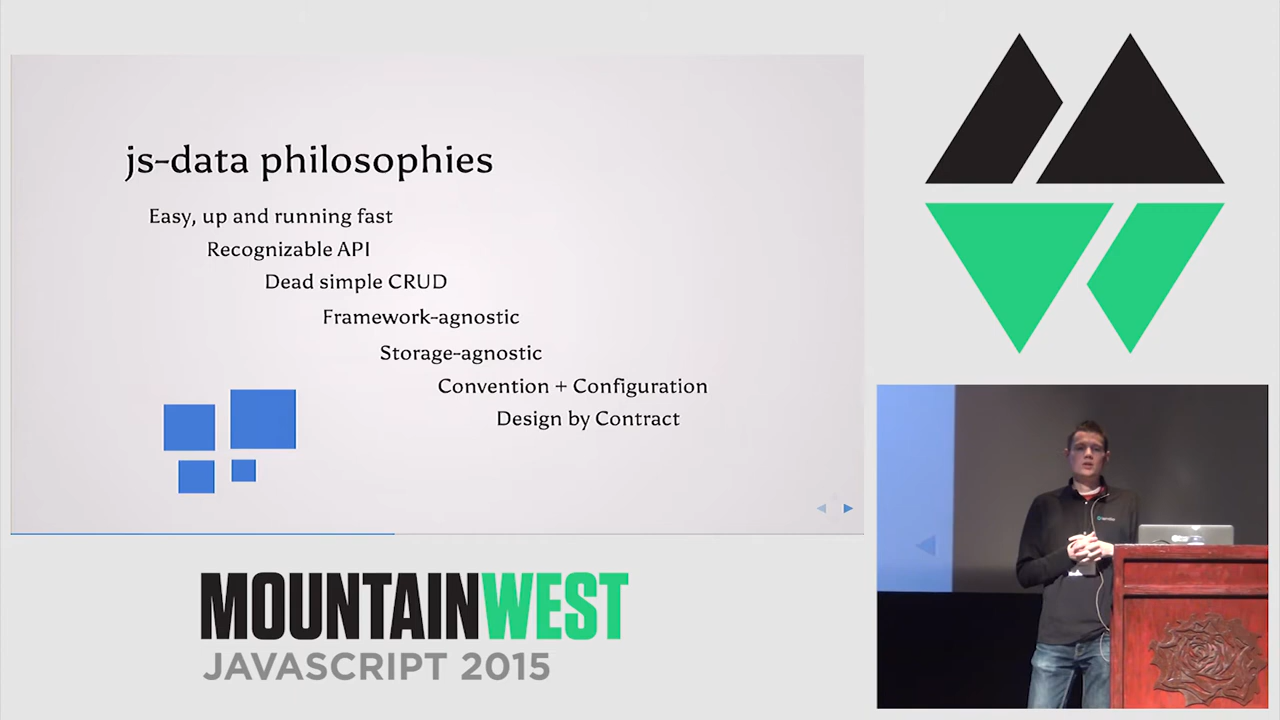 js-data philosophies
Easy, up and running fast
Recognizable API
Dead simple CRUD
Framework-agnostic
Storage-agnostic
Convention + Configuration
Design by Contract
MOUNTAINWEST
JAVASCRIPT 2015